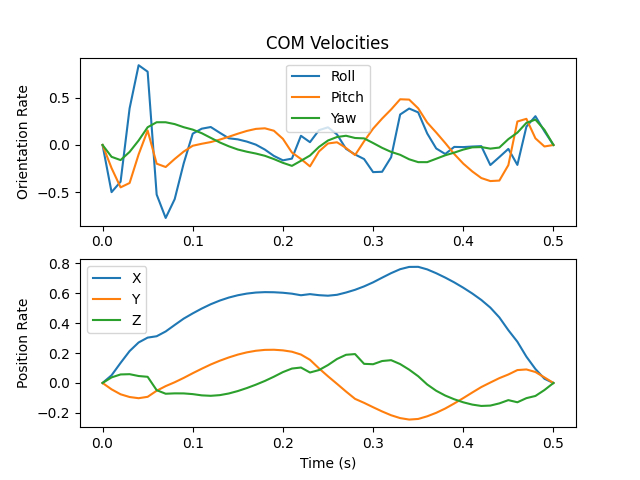 COM Velocities
Orientation Rate
0.5
0.0
−0.5
Roll
Pitch
Yaw
0.0 0.1 0.2 0.3 0.4 0.5
Position Rate
0.8
0.6
0.4
0.2
0.0
−0.2
X
Y
Z
0.0 0.1 0.2 0.3 0.4 0.5
Time (s)